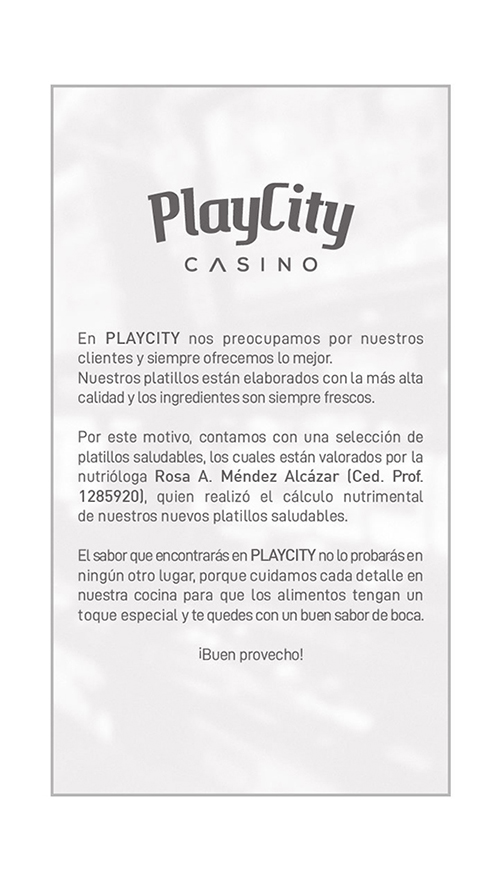 PlayCity
CASINO
En PLAYCITY nos preocupamos por nuestros
clientes y siempre ofrecemos lo mejor.
Nuestros platillos están elaborados con la más alta
calidad y los ingredientes son siempre frescos.
Por este motivo, contamos con una selección de
platillos saludables, los cuales están valorados por la
nutrióloga Rosa A. Méndez Alcázar (Ced. Prof.
1285920), quien realizó el cálculo nutrimental
de nuestros nuevos platillos saludables.
El sabor que encontrarás en PLAYCITY no lo probarás en
ningún otro lugar, porque cuidamos cada detalle en
nuestra cocina para que los alimentos tengan un
toque especial y te quedes con un buen sabor de boca.
¡Buen provecho!